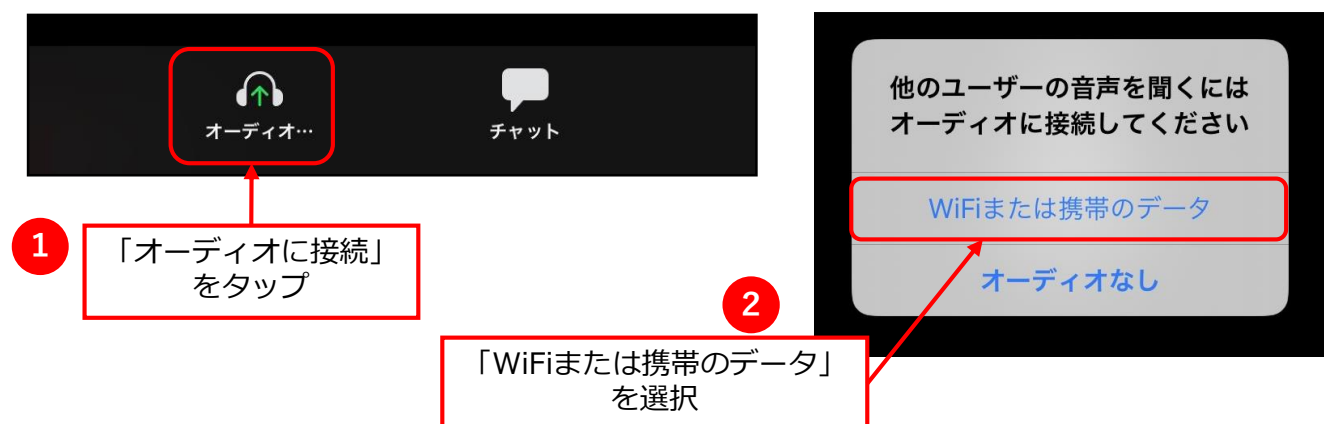 オーディオ…
チャット
1
「オーディオに接続」
をタップ
他のユーザーの音声を聞くには
オーディオに接続してください
WiFiまたは携帯のデータ
オーディオなし
2
「WiFiまたは携帯のデータ」
を選択